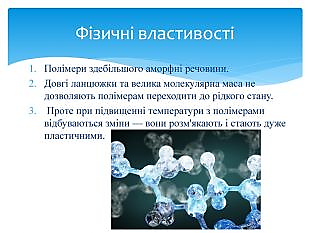 Фізичні властивості
1. Полімери здебільшого аморфні речовини.
2. Довгі ланцюжки та велика молекулярна маса не
дозволяють полімерам переходити до рідкого стану.
3. Проте при підвищенні температури з полімерами
відбуваються зміни — вони розм'якають і стають дуже
пластичними.